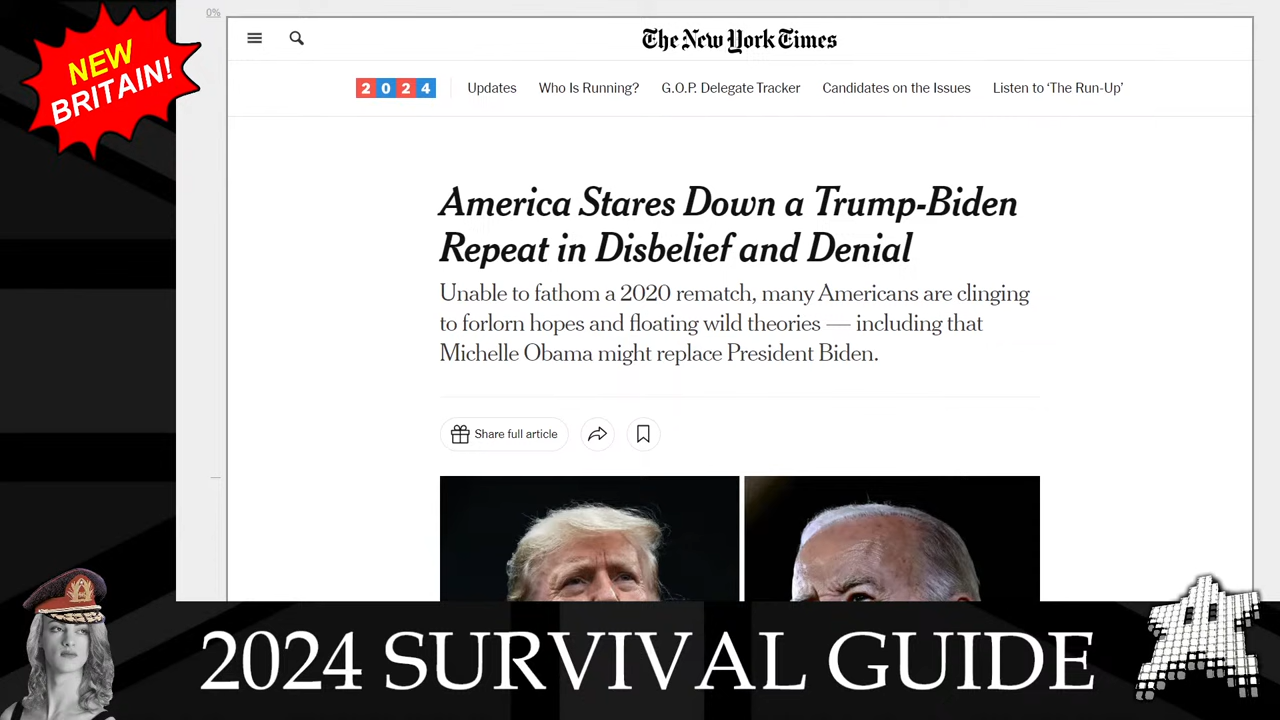 0%
NEW
BRITAIN!
The New York Times
2024 Updates Who Is Running? G.O.P. Delegate Tracker Candidates on the Issues Listen to ‘The Run-Up’
America Stares Down a Trump-Biden
Repeat in Disbelief and Denial
Unable to fathom a 2020 rematch, many Americans are clinging
to forlorn hopes and floating wild theories — including that
Michelle Obama might replace President Biden.
Share full article
2024 SURVIVAL GUIDE